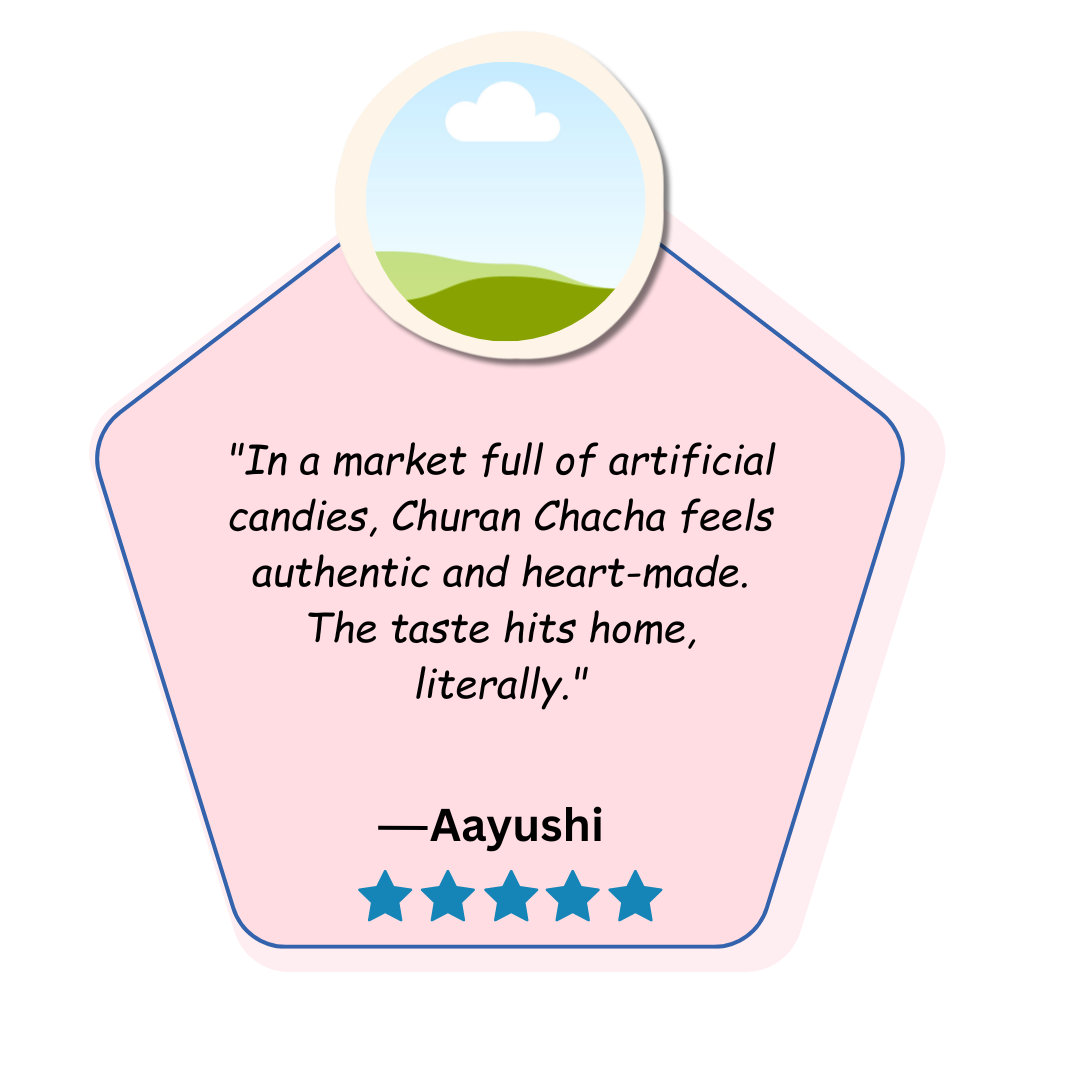 "In a market full of artificial
candies, Churan Chacha feels
authentic and heart-made.
The taste hits home,
literally."
—Aayushi